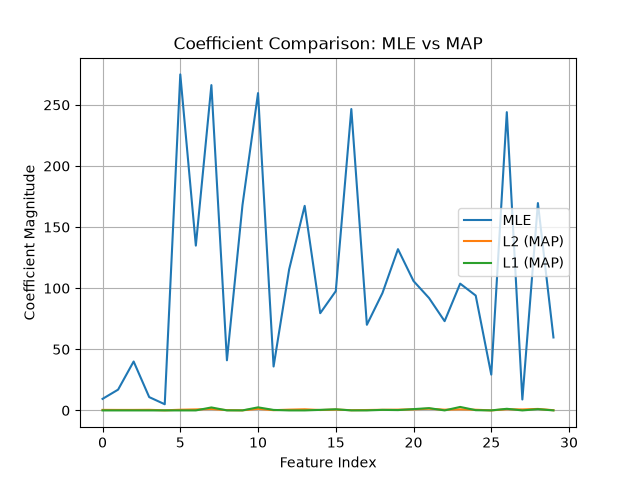 Coefficient Comparison: MLE vs MAP
Coefficient Magnitude
250
200
150
100
50
0
MLE
L2 (MAP)
L1 (MAP)
0 5 10 15 20 25 30
Feature Index